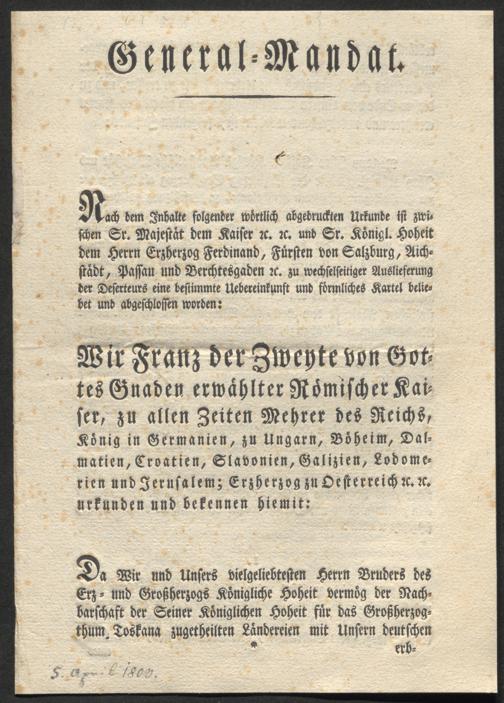 General-Mandat.
Nach dem Inhalte folgender wörtlich abgedruckten Urkunde ist zwi-
schen Sr. Majestät dem Kaiser ꝛc. ꝛc. und Sr. Königl. Hoheit
dem Herrn Erzherzog Ferdinand, Fürsten von Salzburg, Aich-
städt, Passau und Berchtesgaden ꝛc. zu wechselseitiger Auslieferung
der Deserteurs eine bestimmte Uebereinkunft und förmliches Kartel belie-
bet und abgeschlossen worden:
Wir Franz der Zweyte von Got-
tes Gnaden erwählter Römischer Kai-
ser, zu allen Zeiten Mehrer des Reichs,
König in Germanien, zu Ungarn, Böheim, Dal-
matien, Croatien, Slavonien, Galizien, Lodome-
rien und Jerusalem; Erzherzog zu Oesterreich ꝛc. ꝛc.
urkunden und bekennen hiemit:
Da Wir und Unsers vielgeliebtesten Herrn Bruders des
Erz- und Großherzogs Königliche Hoheit vermög der Nach-
barschaft der Seiner Königlichen Hoheit für das Großherzog-
thum Toskana zugetheilten Ländereien mit Unsern deutschen
*
erb-
5. April 1800.